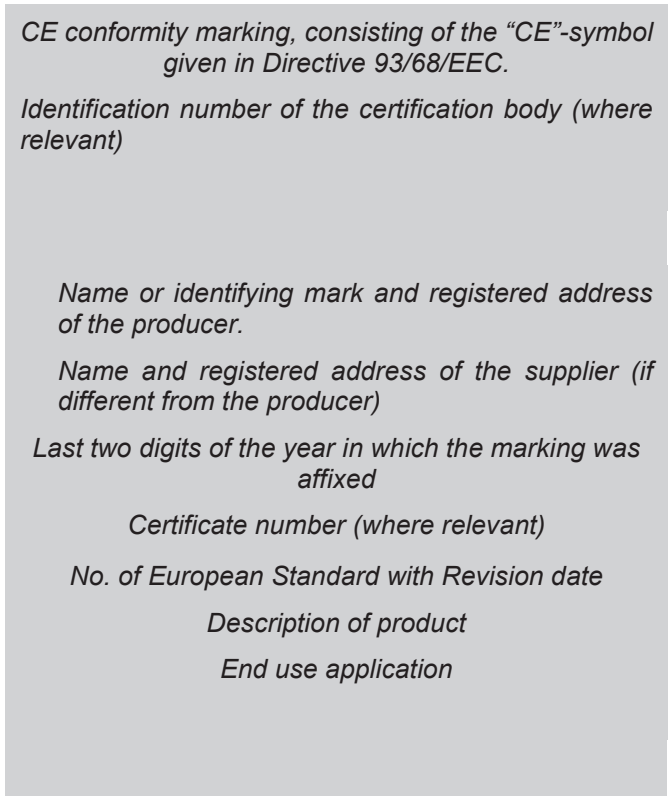 CE conformity marking, consisting of the “CE”-symbol
given in Directive 93/68/EEC.
Identification number of the certification body (where
relevant)
Name or identifying mark and registered address
of the producer.
Name and registered address of the supplier (if
different from the producer)
Last two digits of the year in which the marking was
affixed
Certificate number (where relevant)
No. of European Standard with Revision date
Description of product
End use application